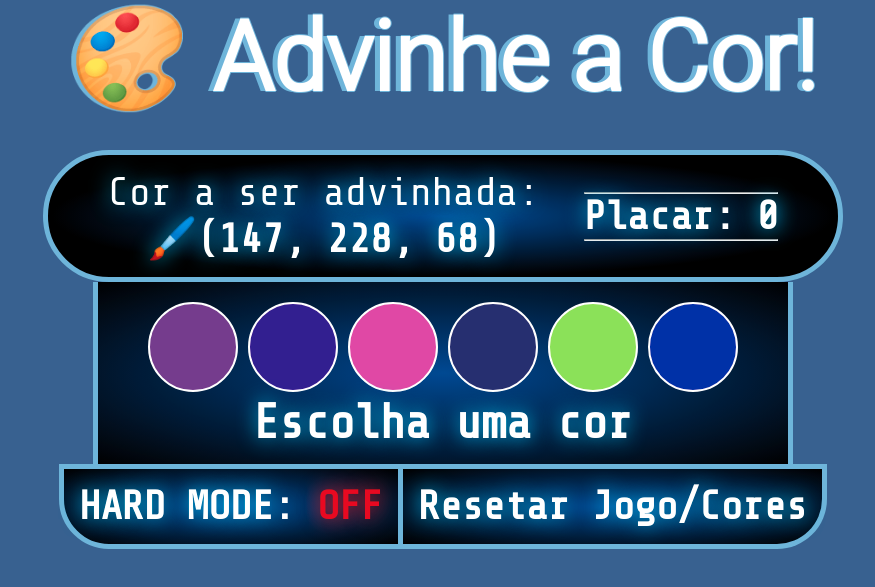 Advinhe a Cor!
Cor a ser advinhada:
(147, 228, 68)
Placar: 0
Escolha uma cor
HARD MODE: OFF
Resetar Jogo/Cores